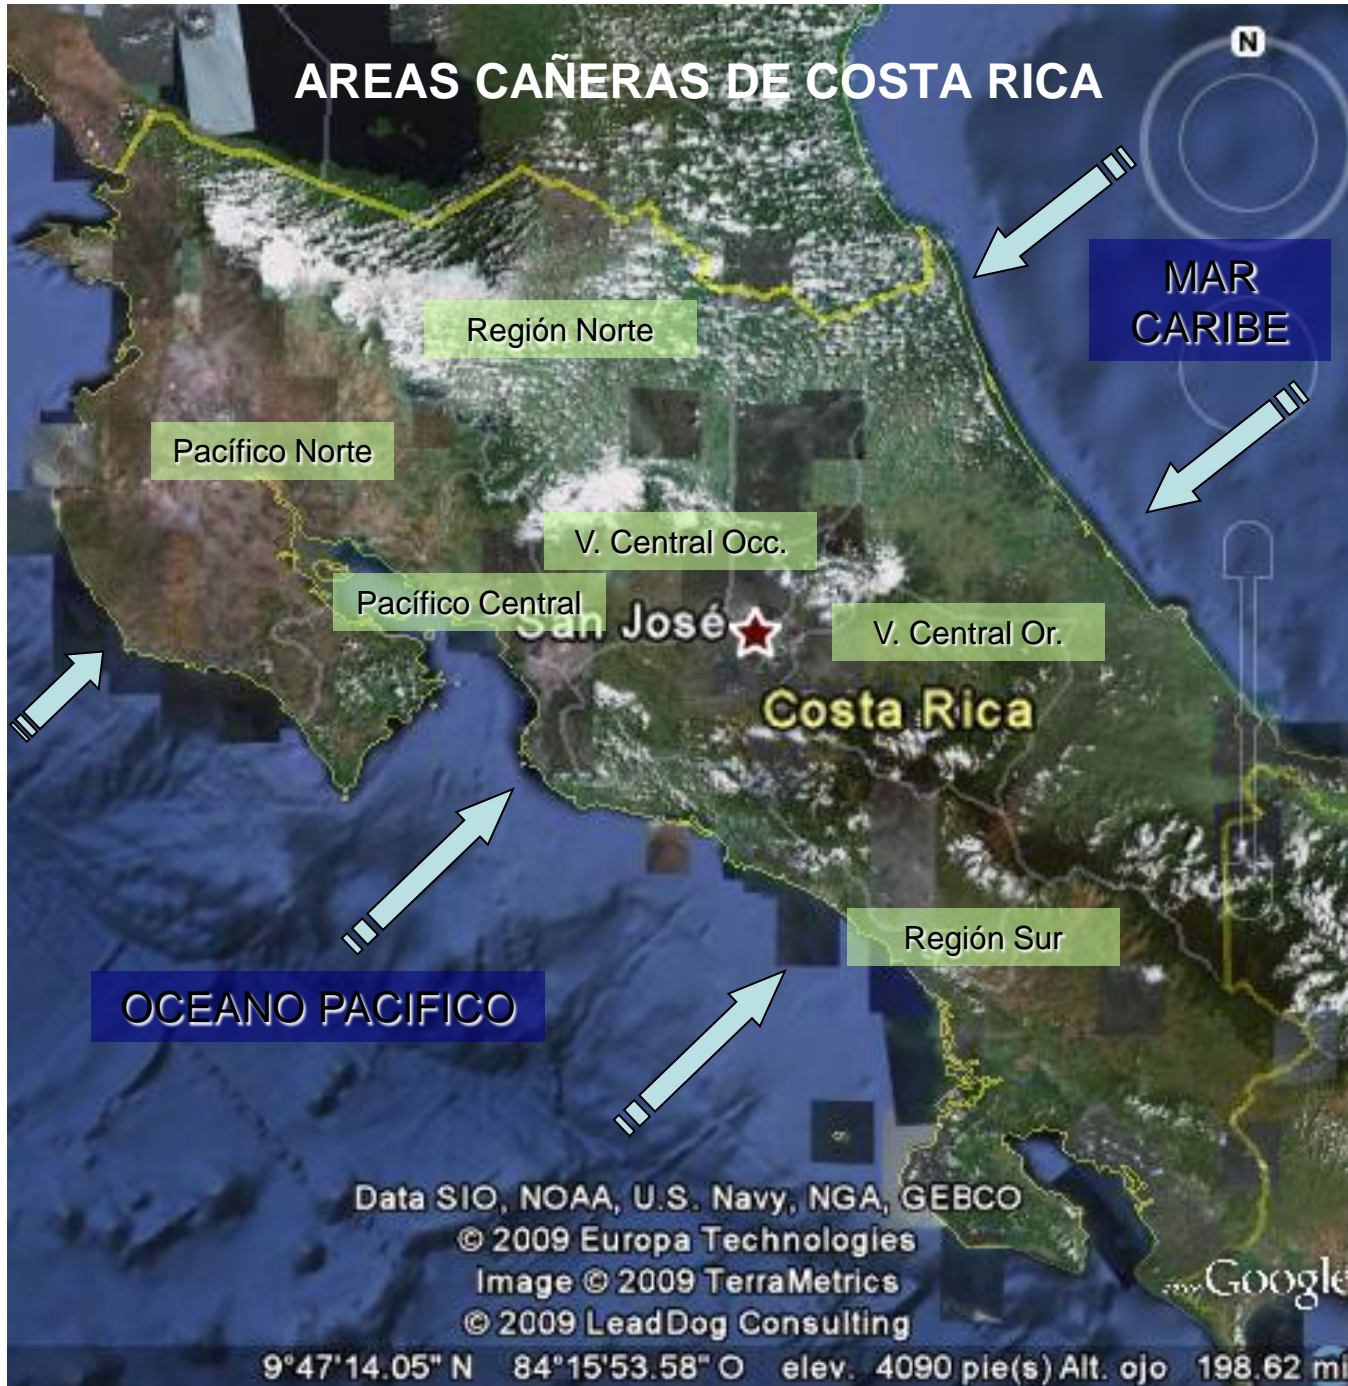 AREAS CAÑERAS DE COSTA RICA
N
MAR
CARIBE
Región Norte
Pacífico Norte
V. Central Occ.
Pacífico Central
San José
V. Central Or.
Costa Rica
Región Sur
OCEANO PACIFICO
Data SIO, NOAA, U.S. Navy, NGA, GEBCO
© 2009 Europa Technologies
Image © 2009 TerraMetrics
© 2009 LeadDog Consulting
Google
9°47'14.05" N 84°15'53.58" O elev. 4090 pie(s) Alt. ojo 198.62 mi